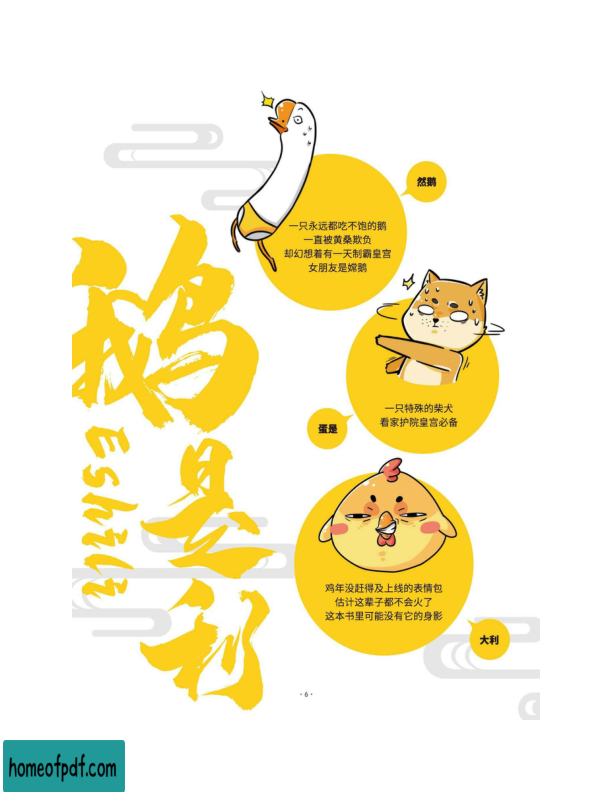 然鹅
一只永远都吃不饱的鹅
一直被黄桑欺负
却幻想着有一天制霸皇宫
女朋友是嫦鹅
鹅
是
利
Eshili
一只特殊的柴犬
看家护院皇宫必备
蛋是
鸡年没赶得及上线的表情包
估计这辈子都不会火了
这本书里可能没有它的身影
大利
·6·
homeofpdf.com